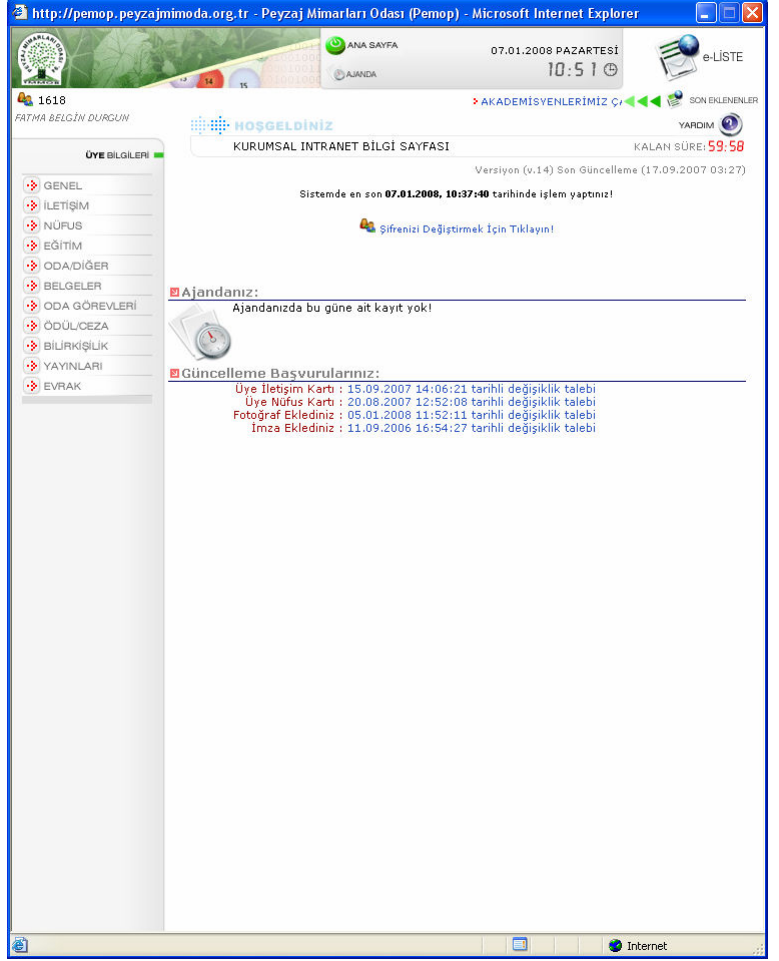 http://pemop.peyzajmimoda.org.tr - Peyzaj Mimarları Odası (Pemop) - Microsoft Internet Explorer
ANA SAYFA
07.01.2008 PAZARTESİ
e-LİSTE
AJANDA
10:51
13 14 15
1618
AKADEMİSYENLERİMİZ
SON EKLENENLER
FATMA BELGİN DURGUN
HOŞGELDİNİZ
YARDIM
KURUMSAL INTRANET BİLGİ SAYFASI
KALAN SÜRE: 59:58
ÜYE BİLGİLERİ
Versiyon (v.14) Son Güncelleme (17.09.2007 03:27)
GENEL
Sistemde en son 07.01.2008, 10:37:40 tarihinde işlem yaptınız!
İLETİŞİM
NÜFUS
Şifrenizi Değiştirmek İçin Tıklayın!
EĞİTİM
ODA/DİĞER
BELGELER
Ajandanız:
ODA GÖREVLERİ
Ajandanızda bu güne ait kayıt yok!
ÖDÜL/CEZA
BİLİRKİŞİLİK
YAYINLARI
Güncelleme Başvurularınız:
EVRAK
Üye İletişim Kartı : 15.09.2007 14:06:21 tarihli değişiklik talebi
Üye Nüfus Kartı : 20.08.2007 12:52:08 tarihli değişiklik talebi
Fotoğraf Eklediniz : 05.01.2008 11:52:11 tarihli değişiklik talebi
İmza Eklediniz : 11.09.2006 16:54:27 tarihli değişiklik talebi
Internet